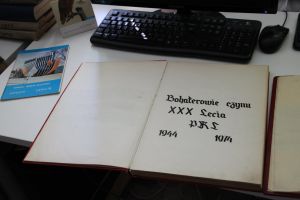 Bohaterowie czynu
XXX Lecia
PRL
1944 1974